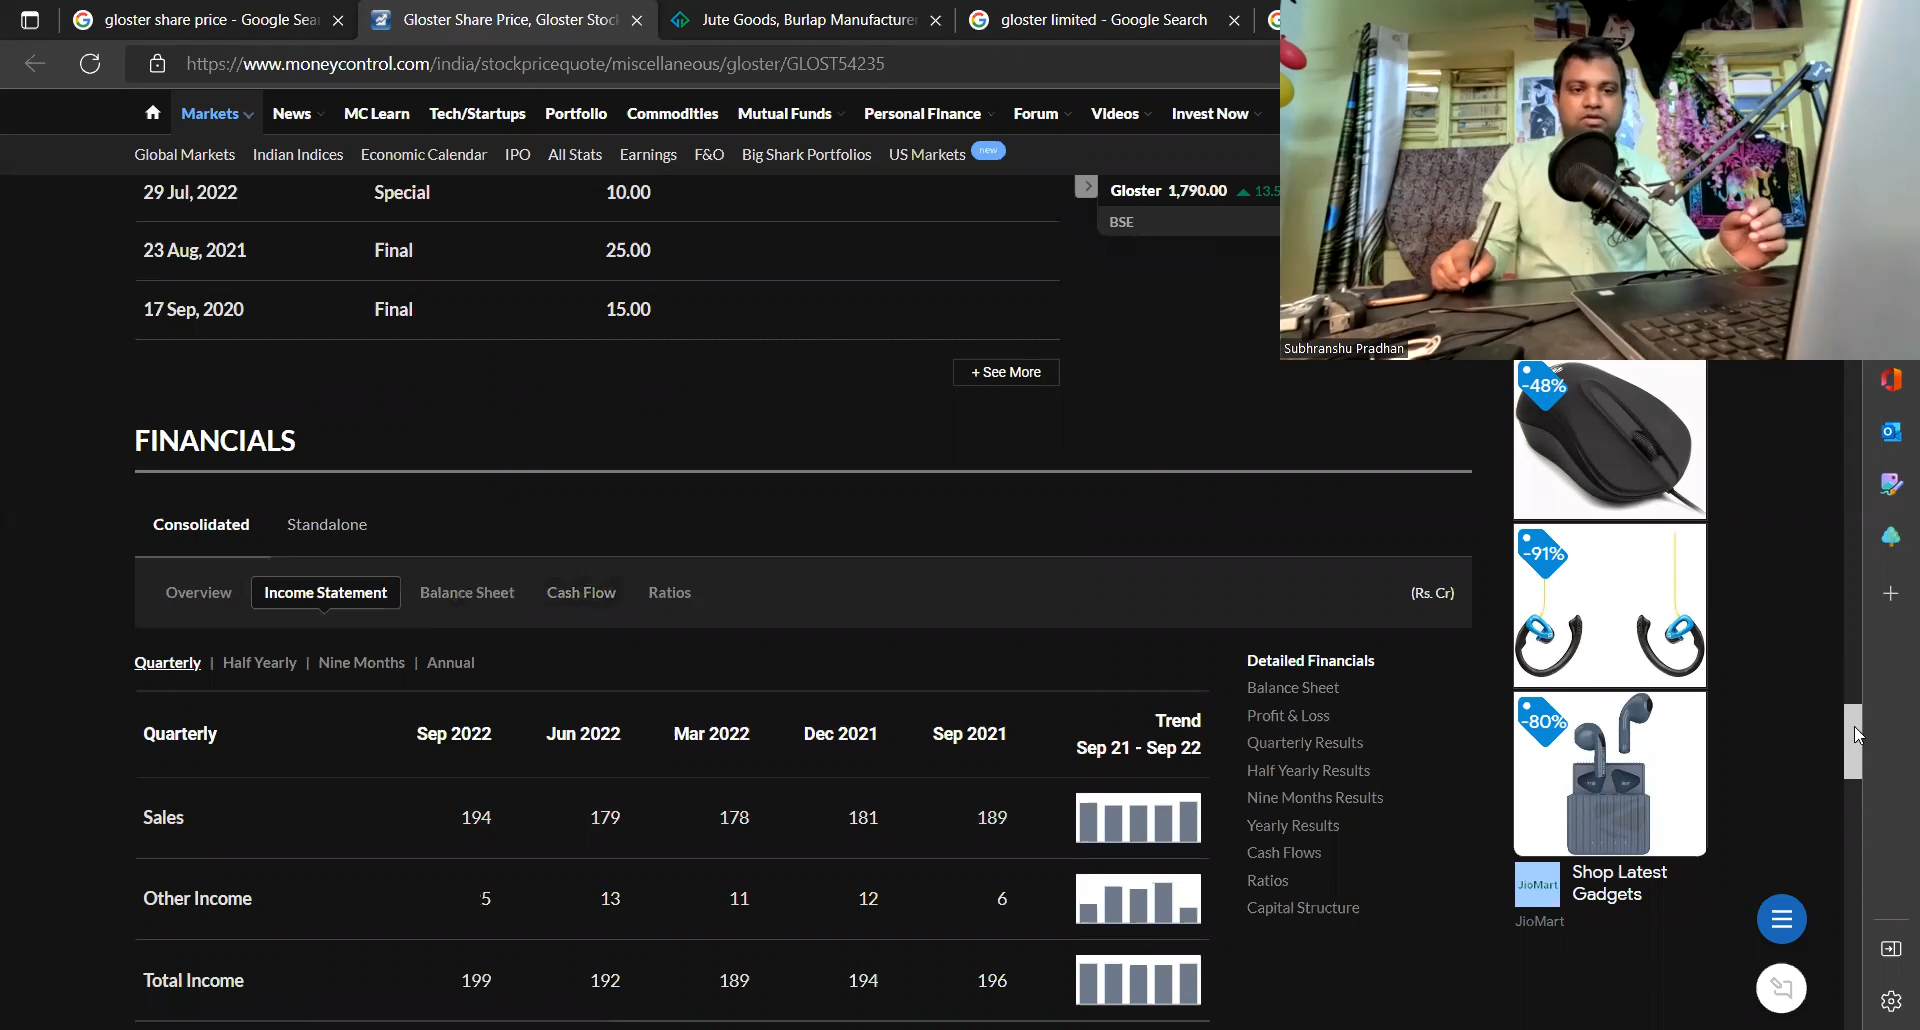 gloster share price - Google Sea
Gloster Share Price, Gloster Stoc
Jute Goods, Burlap Manufacturer
gloster limited - Google Search
https://www.moneycontrol.com/india/stockpricequote/miscellaneous/gloster/GLOST54235
Markets News MC Learn Tech/Startups Portfolio Commodities Mutual Funds Personal Finance Forum Videos Invest Now
Global Markets Indian Indices Economic Calendar IPO All Stats Earnings F&O Big Shark Portfolios US Markets new
29 Jul, 2022 Special 10.00
Gloster 1,790.00 13.5
BSE
23 Aug, 2021 Final 25.00
17 Sep, 2020 Final 15.00
Subhranshu Pradhan
+ See More
-48%
FINANCIALS
Consolidated Standalone
-91%
Overview Income Statement Balance Sheet Cash Flow Ratios (Rs. Cr)
Quarterly | Half Yearly | Nine Months | Annual
Quarterly Sep 2022 Jun 2022 Mar 2022 Dec 2021 Sep 2021 Trend
Sep 21 - Sep 22
Sales 194 179 178 181 189
Other Income 5 13 11 12 6
Total Income 199 192 189 194 196
Detailed Financials
Balance Sheet
Profit & Loss
Quarterly Results
Half Yearly Results
Nine Months Results
Yearly Results
Cash Flows
Ratios
Capital Structure
-80%
JioMart
Shop Latest
Gadgets
JioMart